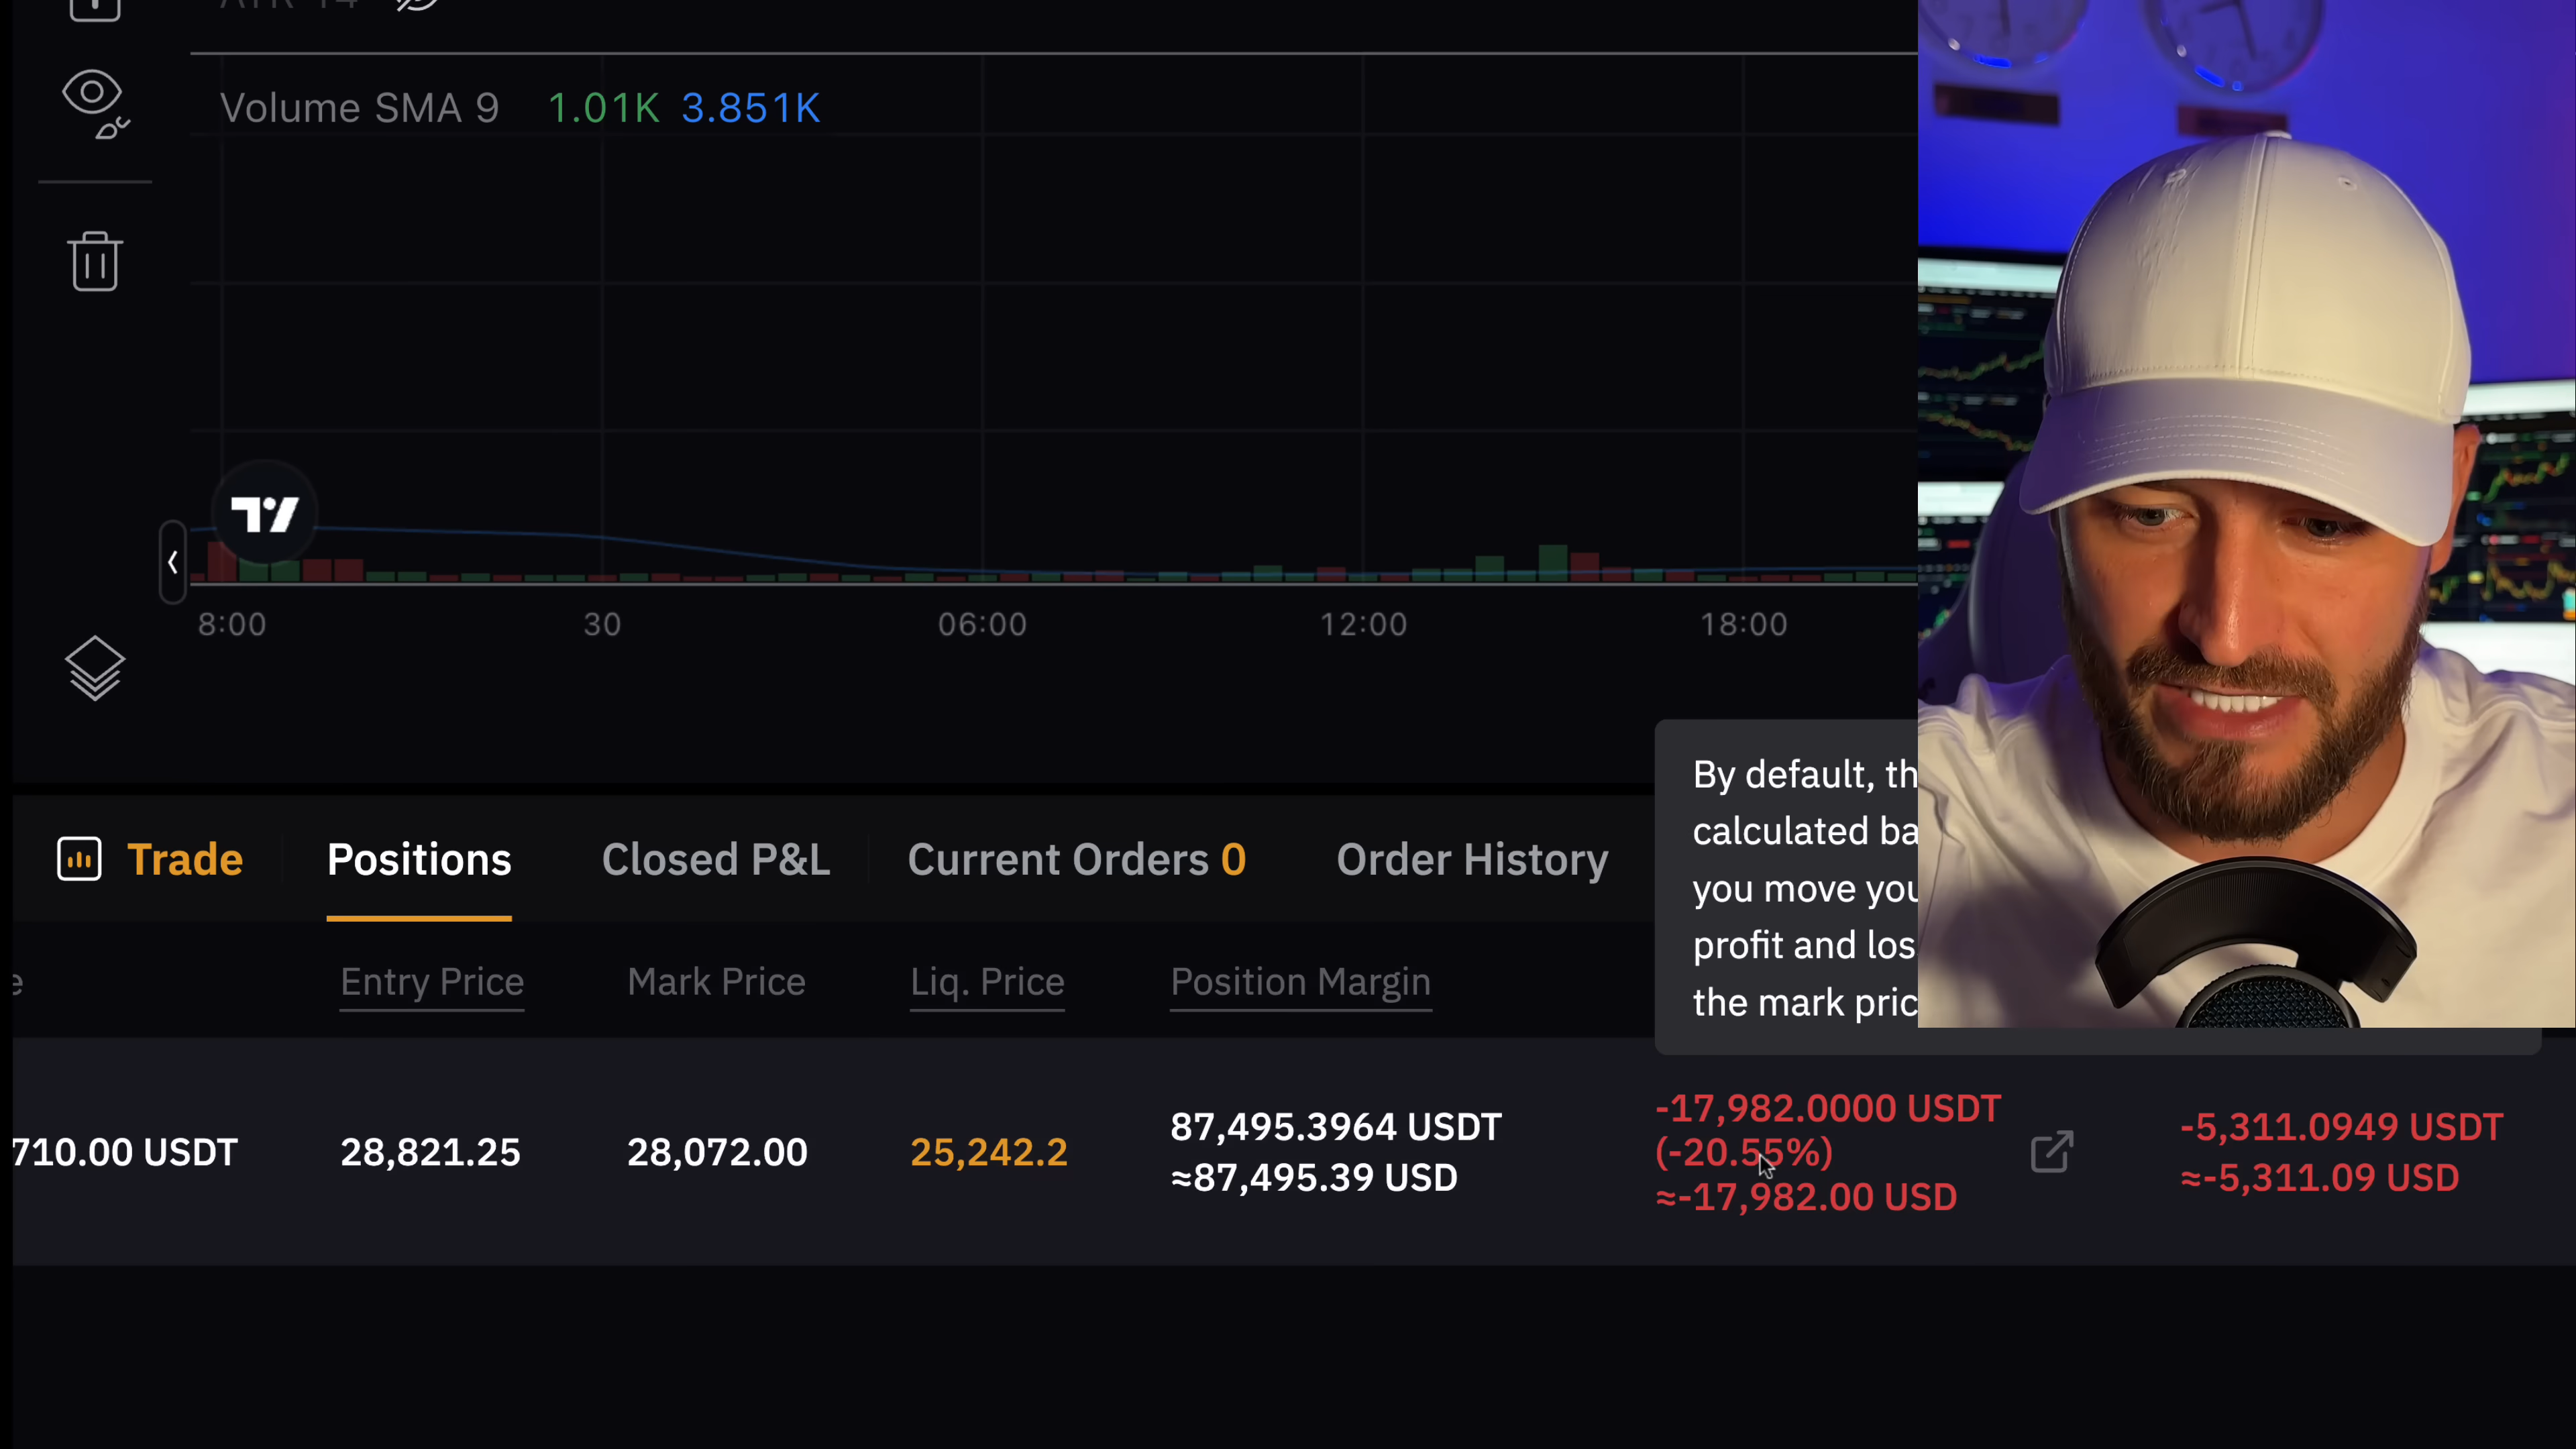 Volume SMA 9 1.01K 3.851K
8:00 30 06:00 12:00 18:00
By default, th
calculated ba
you move you
profit and los
the mark pric
Trade Positions Closed P&L Current Orders 0 Order History
e Entry Price Mark Price Liq. Price Position Margin
710.00 USDT 28,821.25 28,072.00 25,242.2
87,495.3964 USDT
≈87,495.39 USD
-17,982.0000 USDT
(-20.55%)
≈-17,982.00 USD
-5,311.0949 USDT
≈-5,311.09 USD